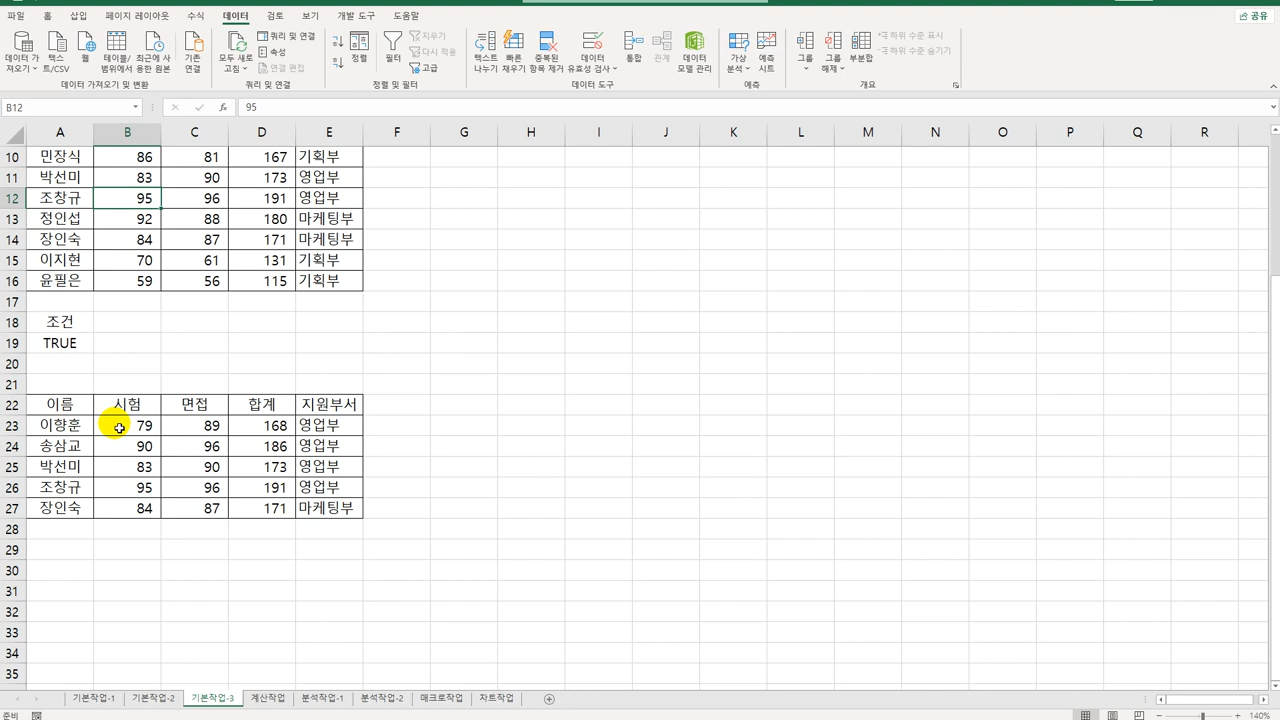 파일 홈 삽입 페이지 레이아웃 수식 데이터 검토 보기 개발 도구 도움말 공유
데이터 가져오기 텍스트/CSV 웹 테이블/범위에서 최근에 사용한 원본 기존 연결
데이터 가져오기 및 변환
모두 새로 고침 쿼리 및 연결 속성 연결 편집
쿼리 및 연결
정렬 필터 지우기 다시 적용 고급
정렬 및 필터
텍스트 나누기 빠른 채우기 중복된 항목 제거 데이터 유효성 검사 통합 관계 데이터 모델 관리
데이터 도구
가상 분석 예측 시트
예측
그룹 그룹 해제 부분합 하위 수준 표시 하위 수준 숨기기
개요
B12 fx 95
A B C D E F G H I J K L M N O P Q R
10 민장식 86 81 167 기획부
11 박선미 83 90 173 영업부
12 조창규 95 96 191 영업부
13 정인섭 92 88 180 마케팅부
14 장인숙 84 87 171 마케팅부
15 이지현 70 61 131 기획부
16 윤필은 59 56 115 기획부
17
18 조건
19 TRUE
20
21
22 이름 시험 면접 합계 지원부서
23 이향훈 79 89 168 영업부
24 송삼교 90 96 186 영업부
25 박선미 83 90 173 영업부
26 조창규 95 96 191 영업부
27 장인숙 84 87 171 마케팅부
28
29
30
31
32
33
34
35
기본작업-1 기본작업-2 기본작업-3 계산작업 분석작업-1 분석작업-2 매크로작업 차트작업
준비 140%